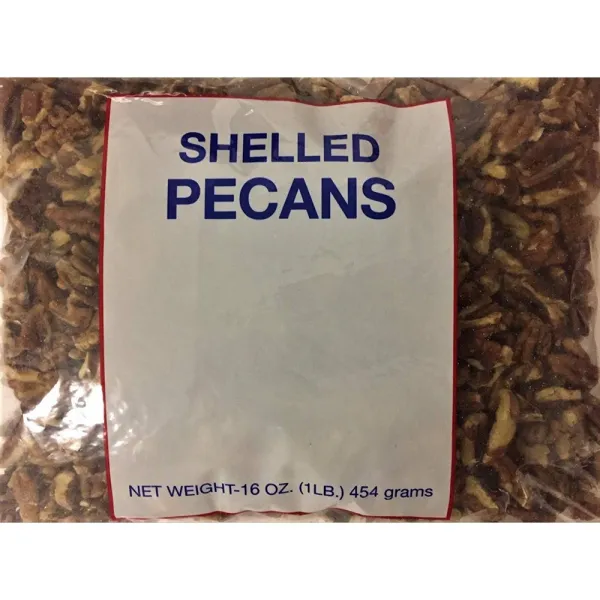 SHELLED
PECANS
NET WEIGHT-16 OZ. (1LB.) 454 grams